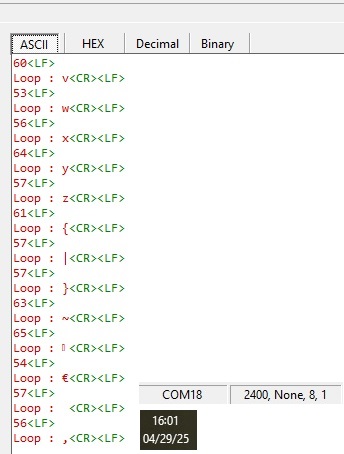 ASCII HEX Decimal Binary
60<LF>
Loop : v<CR><LF>
53<LF>
Loop : w<CR><LF>
56<LF>
Loop : x<CR><LF>
64<LF>
Loop : y<CR><LF>
57<LF>
Loop : z<CR><LF>
61<LF>
Loop : {<CR><LF>
57<LF>
Loop : |<CR><LF>
57<LF>
Loop : }<CR><LF>
63<LF>
Loop : ~<CR><LF>
65<LF>
Loop : ▯<CR><LF>
54<LF>
Loop : €<CR><LF>
57<LF>
Loop :  <CR><LF>
56<LF>
Loop : ‚<CR><LF>
COM18 2400, None, 8, 1
16:01
04/29/25